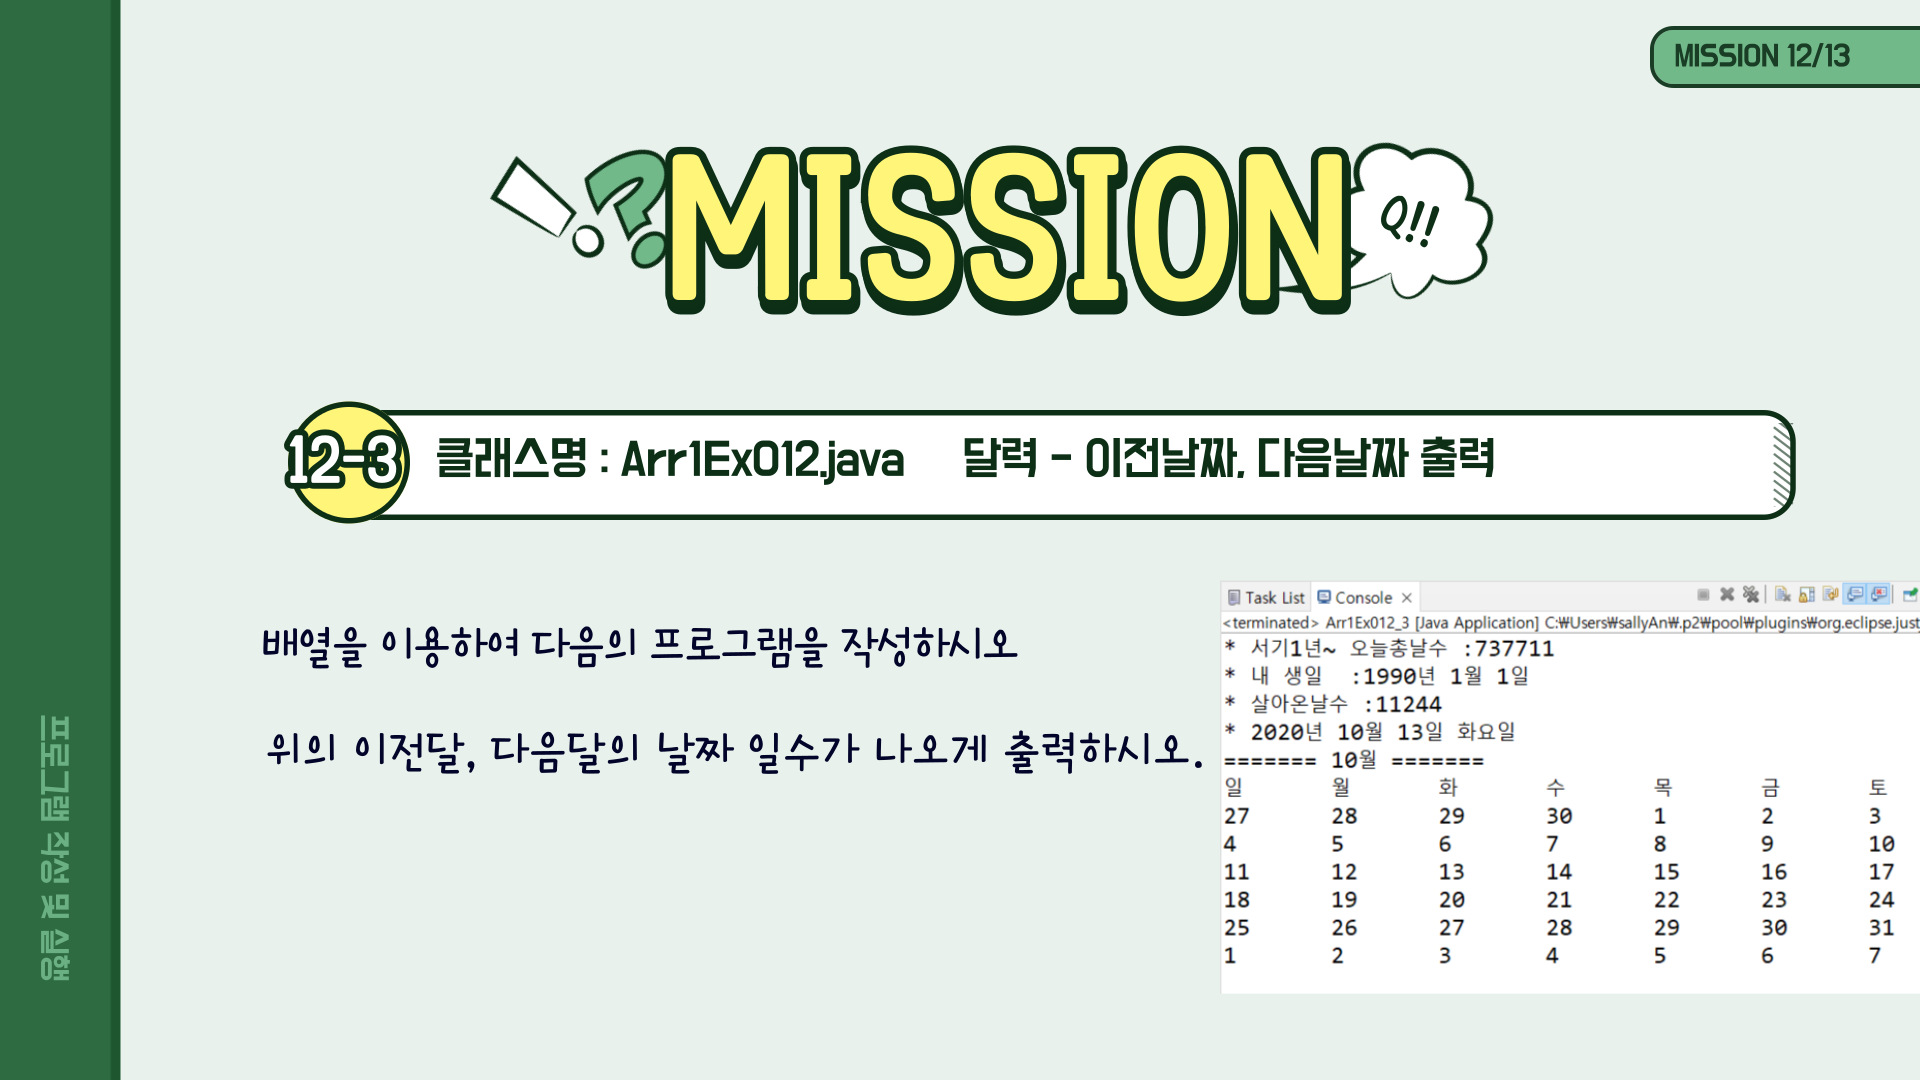 MISSION 12/13
MISSION
Q!!
12-3 클래스명 : Arr1Ex012.java 달력 - 이전날짜, 다음날짜 출력
배열을 이용하여 다음의 프로그램을 작성하시오
위의 이전달, 다음달의 날짜 일수가 나오게 출력하시오.
Task List Console
<terminated> Arr1Ex012_3 [Java Application] C:₩Users₩sallyAn₩.p2₩pool₩plugins₩org.eclipse.just
* 서기1년~ 오늘총날수 :737711
* 내 생일 :1990년 1월 1일
* 살아온날수 :11244
* 2020년 10월 13일 화요일
======= 10월 =======
일 월 화 수 목 금 토
27 28 29 30 1 2 3
4 5 6 7 8 9 10
11 12 13 14 15 16 17
18 19 20 21 22 23 24
25 26 27 28 29 30 31
1 2 3 4 5 6 7
프로그램 작성 및 실행